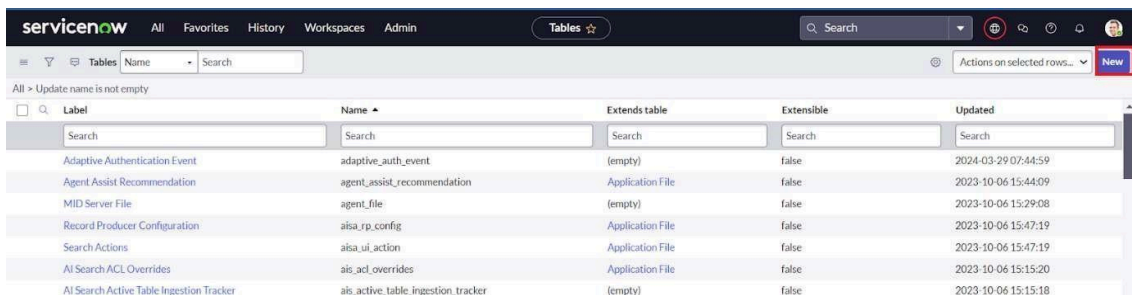 servicenow All Favorites History Workspaces Admin Tables Search
Tables Name Search Actions on selected rows... New
All > Update name is not empty
Label Name Extends table Extensible Updated
Search Search Search Search Search
Adaptive Authentication Event adaptive_auth_event (empty) false 2024-03-29 07:44:59
Agent Assist Recommendation agent_assist_recommendation Application File false 2023-10-06 15:44:09
MID Server File agent_file (empty) false 2023-10-06 15:29:08
Record Producer Configuration aisa_rp_config Application File false 2023-10-06 15:47:19
Search Actions aisa_ui_action Application File false 2023-10-06 15:47:19
AI Search ACL Overrides ais_acl_overrides Application File false 2023-10-06 15:15:20
AI Search Active Table Ingestion Tracker ais_active_table_ingestion_tracker (empty) false 2023-10-06 15:15:18